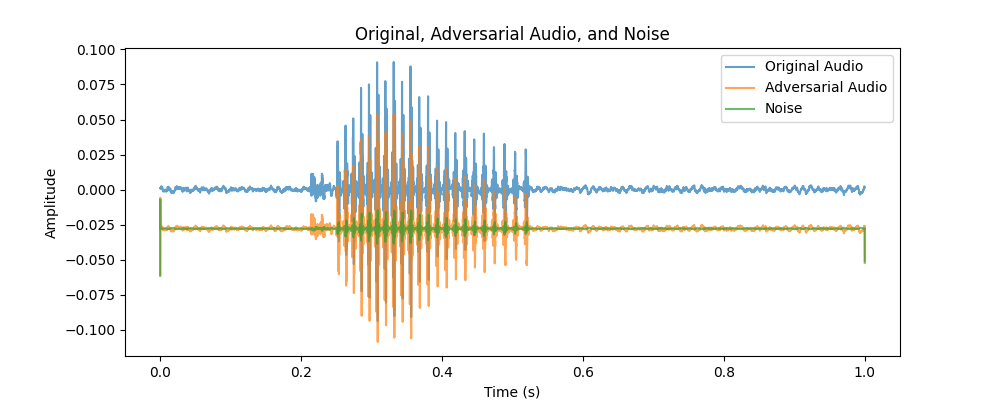 Original, Adversarial Audio, and Noise
Original Audio
Adversarial Audio
Noise
Amplitude
0.100
0.075
0.050
0.025
0.000
−0.025
−0.050
−0.075
−0.100
0.0 0.2 0.4 0.6 0.8 1.0
Time (s)